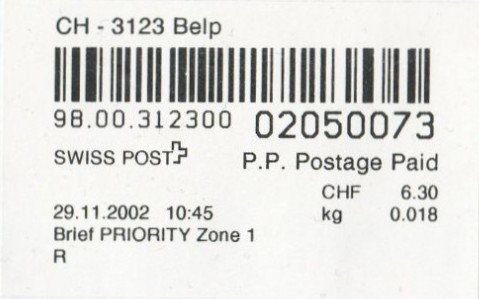 CH - 3123 Belp
98.00.312300 02050073
SWISS POST P.P. Postage Paid
CHF 6.30
29.11.2002 10:45 kg 0.018
Brief PRIORITY Zone 1
R